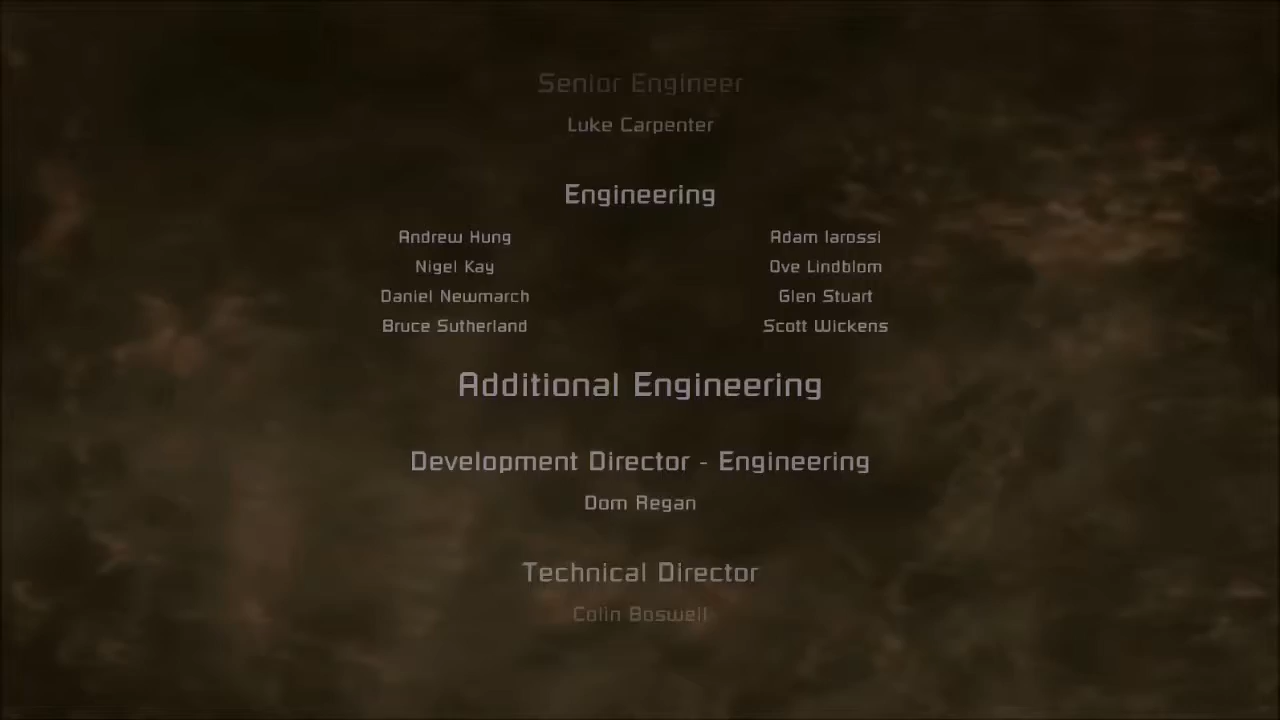 Senior Engineer
Luke Carpenter
Engineering
Andrew Hung Adam Iarossi
Nigel Kay Ove Lindblom
Daniel Newmarch Glen Stuart
Bruce Sutherland Scott Wickens
Additional Engineering
Development Director - Engineering
Dom Regan
Technical Director
Colin Boswell